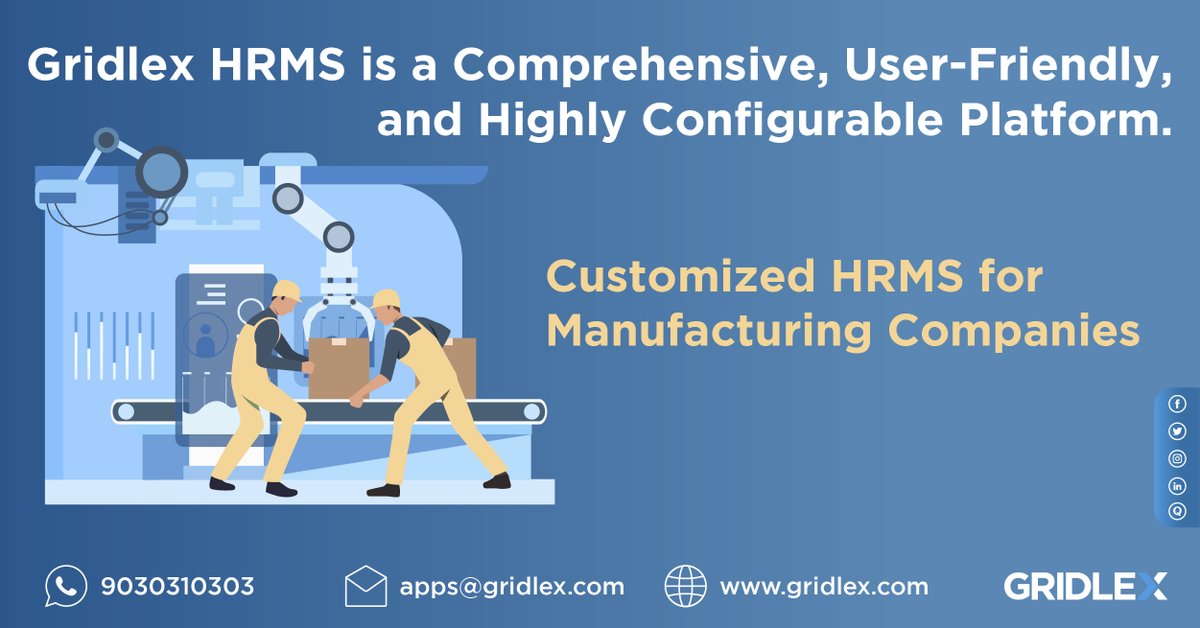 Gridlex HRMS is a Comprehensive, User-Friendly,
and Highly Configurable Platform.
Customized HRMS for
Manufacturing Companies
9030310303
apps@gridlex.com
www.gridlex.com
GRIDLEX